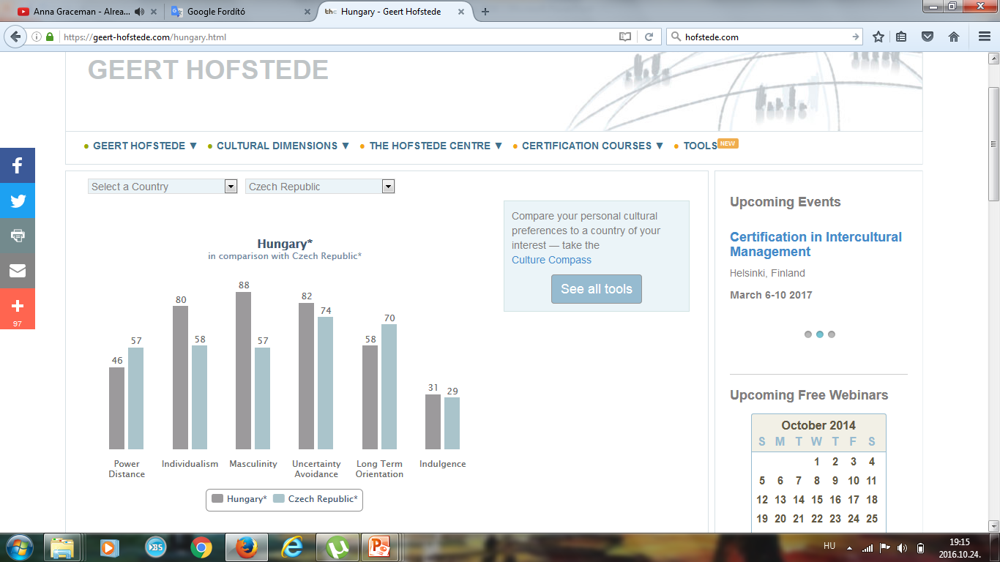 Anna Graceman - Alrea...
Google Fordító
thc Hungary - Geert Hofstede
https://geert-hofstede.com/hungary.html
hofstede.com
GEERT HOFSTEDE
GEERT HOFSTEDE ▼
CULTURAL DIMENSIONS ▼
THE HOFSTEDE CENTRE ▼
CERTIFICATION COURSES ▼
TOOLS NEW
97
Select a Country
Czech Republic
Hungary*
in comparison with Czech Republic*
46 57
80 58
88 57
82 74
58 70
31 29
Power
Distance
Individualism
Masculinity
Uncertainty
Avoidance
Long Term
Orientation
Indulgence
Hungary* Czech Republic*
Compare your personal cultural
preferences to a country of your
interest — take the
Culture Compass
See all tools
Upcoming Events
Certification in Intercultural
Management
Helsinki, Finland
March 6-10 2017
Upcoming Free Webinars
October 2014
S M T W T F S
1 2 3 4
5 6 7 8 9 10 11
12 13 14 15 16 17 18
19 20 21 22 23 24 25
HU
19:15
2016.10.24.